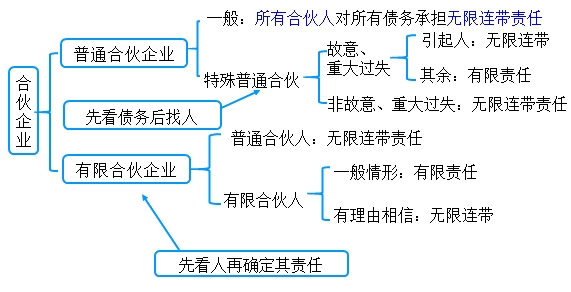 一般：所有合伙人对所有债务承担无限连带责任
普通合伙企业
引起人：无限连带
故意、
重大过失
其余：有限责任
特殊普通合伙
合伙企业
先看债务后找人
非故意、重大过失：无限连带责任
普通合伙人：无限连带责任
有限合伙企业
一般情形：有限责任
有限合伙人
有理由相信：无限连带
先看人再确定其责任